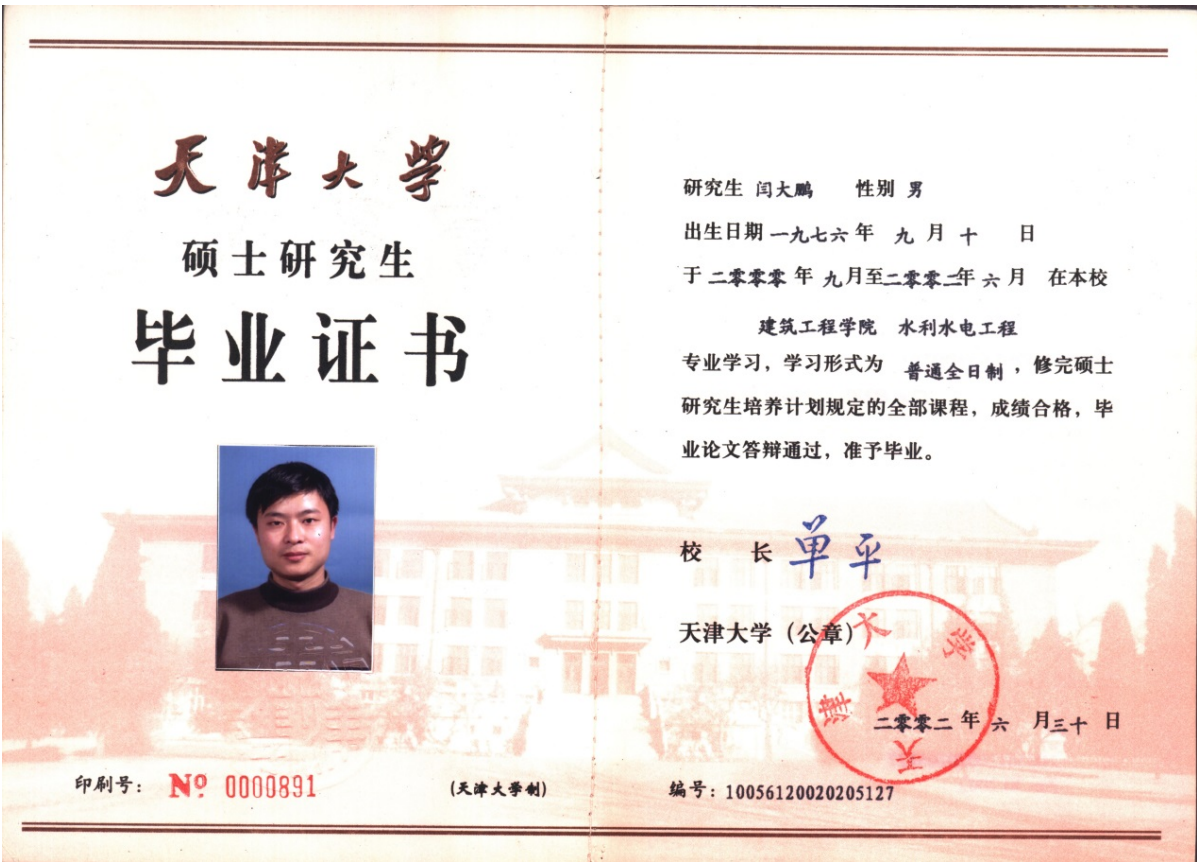 天津大学
硕士研究生
毕业证书
印刷号: № 0000891
(天津大学制)
研究生 闫大鹏 性别 男
出生日期 一九七六 年 九 月 十 日
于 二零零零 年 九 月至 二零零二 年 六 月 在本校
建筑工程学院 水利水电工程
专业学习，学习形式为 普通全日制 ，修完硕士
研究生培养计划规定的全部课程，成绩合格，毕
业论文答辩通过，准予毕业。
校 长 单平
天津大学（公章）
天津大学
二零零二 年 六 月 三十 日
编号：10056120020205127